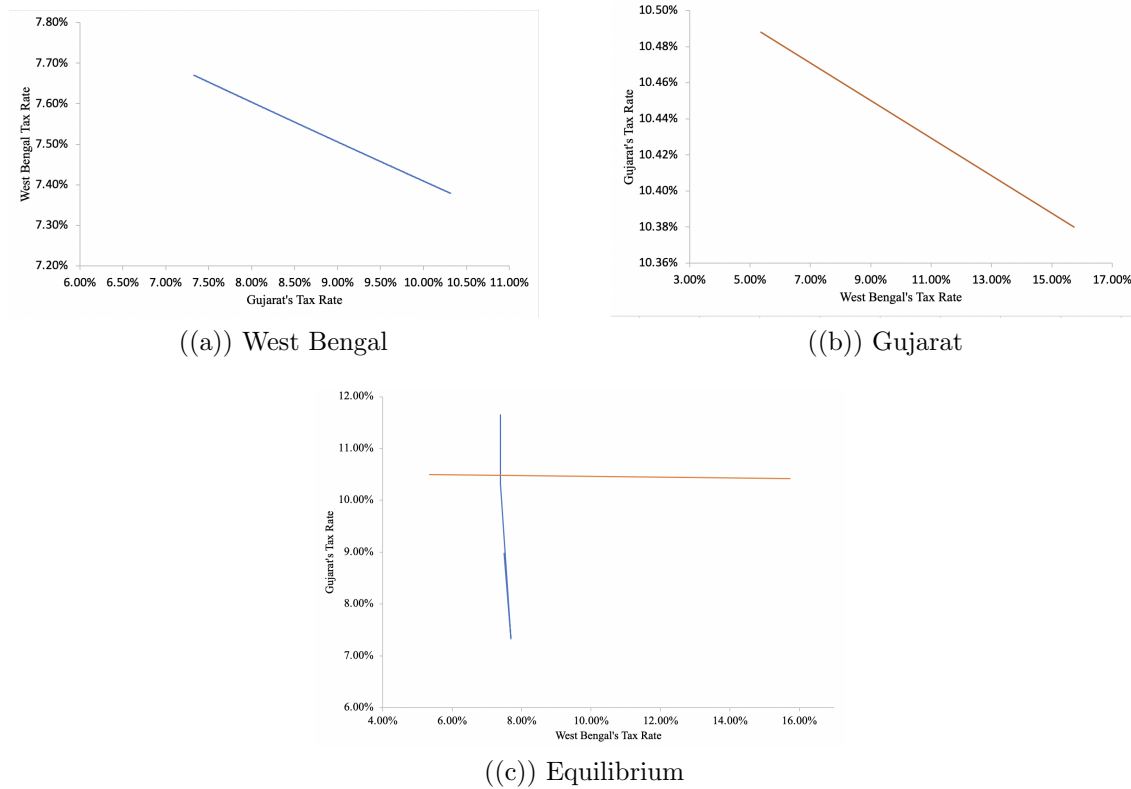 7.80%
7.70%
7.60%
7.50%
7.40%
7.30%
7.20%
West Bengal Tax Rate
6.00% 6.50% 7.00% 7.50% 8.00% 8.50% 9.00% 9.50% 10.00% 10.50% 11.00%
Gujarat's Tax Rate
((a)) West Bengal
10.50%
10.48%
10.46%
10.44%
10.42%
10.40%
10.38%
10.36%
Gujarat's Tax Rate
3.00% 5.00% 7.00% 9.00% 11.00% 13.00% 15.00% 17.00%
West Bengal's Tax Rate
((b)) Gujarat
12.00%
11.00%
10.00%
9.00%
8.00%
7.00%
6.00%
Gujarat's Tax Rate
4.00% 6.00% 8.00% 10.00% 12.00% 14.00% 16.00%
West Bengal's Tax Rate
((c)) Equilibrium